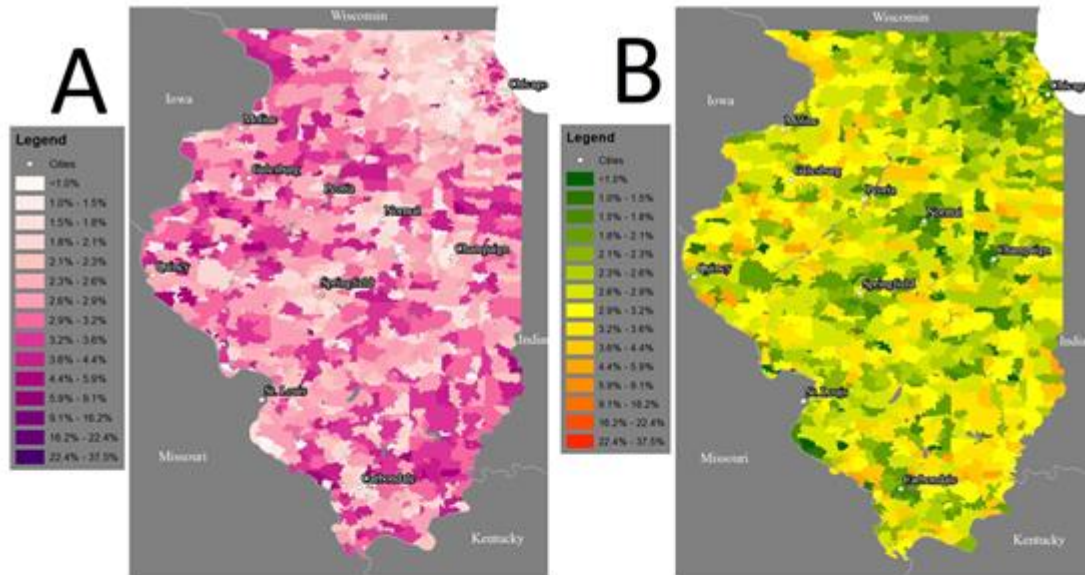 A
Wisconsin
Iowa
Chicago
Moline
Galesburg
Peoria
Normal
Champaign
Quincy
Springfield
India
St. Louis
Missouri
Carbondale
Kentucky
Legend
Cities
<1.0%
1.0% - 1.5%
1.5% - 1.8%
1.8% - 2.1%
2.1% - 2.3%
2.3% - 2.6%
2.6% - 2.9%
2.9% - 3.2%
3.2% - 3.6%
3.6% - 4.4%
4.4% - 5.9%
5.9% - 9.1%
9.1% - 16.2%
16.2% - 22.4%
22.4% - 37.5%
B
Wisconsin
Iowa
Chicago
Moline
Galesburg
Peoria
Normal
Champaign
Quincy
Springfield
India
St. Louis
Missouri
Carbondale
Kentucky
Legend
Cities
<1.0%
1.0% - 1.5%
1.5% - 1.8%
1.8% - 2.1%
2.1% - 2.3%
2.3% - 2.6%
2.6% - 2.9%
2.9% - 3.2%
3.2% - 3.6%
3.6% - 4.4%
4.4% - 5.9%
5.9% - 9.1%
9.1% - 16.2%
16.2% - 22.4%
22.4% - 37.5%